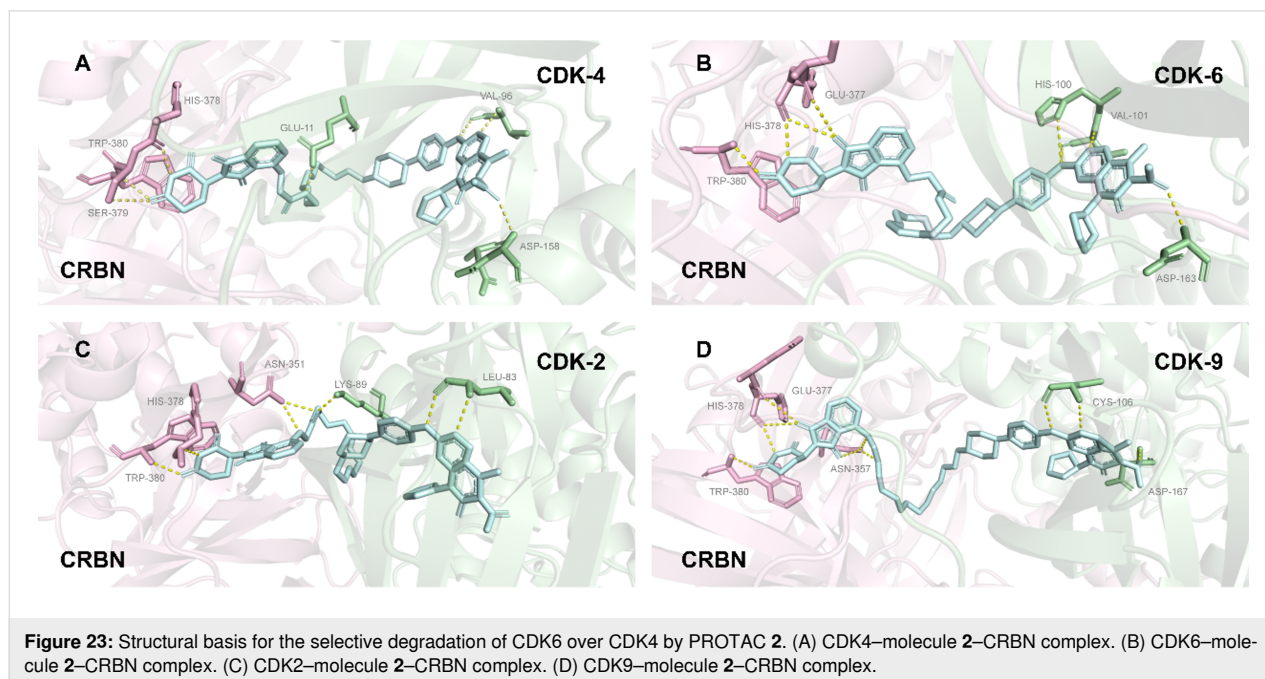 A
CDK-4
HIS-378
VAL-96
GLU-11
TRP-380
SER-379
ASP-158
CRBN
B
CDK-6
HIS-100
GLU-377
VAL-101
HIS-378
TRP-380
CRBN
ASP-163
C
CDK-2
ASN-351
LEU-83
LYS-89
HIS-378
TRP-380
CRBN
D
CDK-9
GLU-377
HIS-378
CYS-106
ASN-357
TRP-380
ASP-167
CRBN
Figure 23: Structural basis for the selective degradation of CDK6 over CDK4 by PROTAC 2. (A) CDK4–molecule 2–CRBN complex. (B) CDK6–mole-
cule 2–CRBN complex. (C) CDK2–molecule 2–CRBN complex. (D) CDK9–molecule 2–CRBN complex.